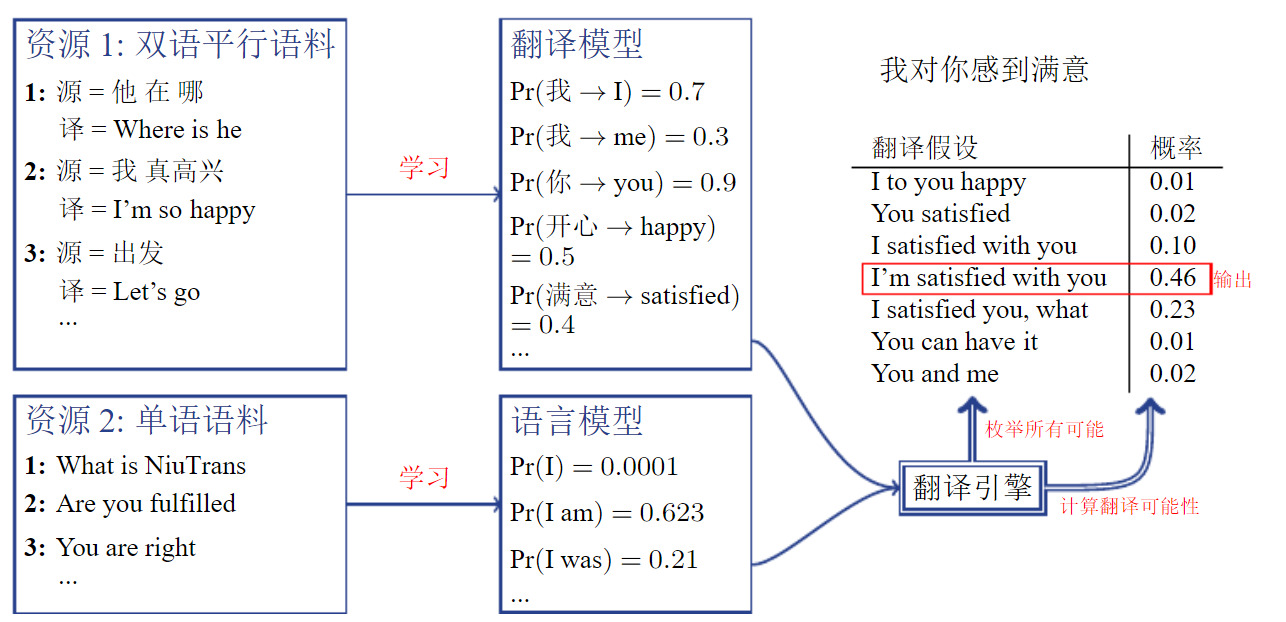 资源 1: 双语平行语料
1: 源 = 他 在 哪
译 = Where is he
2: 源 = 我 真高兴
译 = I'm so happy
3: 源 = 出发
译 = Let's go
...
学习
翻译模型
Pr(我 → I) = 0.7
Pr(我 → me) = 0.3
Pr(你 → you) = 0.9
Pr(开心 → happy)
= 0.5
Pr(满意 → satisfied)
= 0.4
...
资源 2: 单语语料
1: What is NiuTrans
2: Are you fulfilled
3: You are right
...
学习
语言模型
Pr(I) = 0.0001
Pr(I am) = 0.623
Pr(I was) = 0.21
...
我对你感到满意
翻译假设 概率
I to you happy 0.01
You satisfied 0.02
I satisfied with you 0.10
I'm satisfied with you 0.46 输出
I satisfied you, what 0.23
You can have it 0.01
You and me 0.02
枚举所有可能
翻译引擎
计算翻译可能性